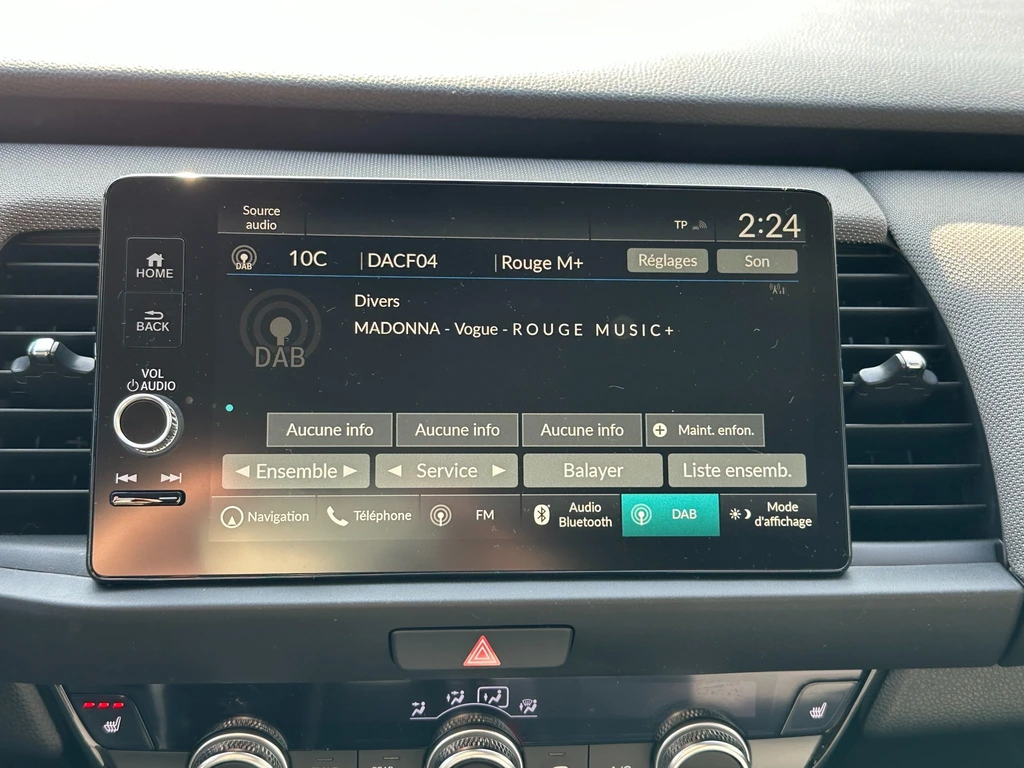 Source
audio
TP
2:24
HOME
DAB
10C
DACF04
Rouge M+
Réglages
Son
Divers
MADONNA - Vogue - ROUGE MUSIC+
DAB
BACK
VOL
AUDIO
Aucune info
Aucune info
Aucune info
Maint. enfon.
Ensemble
Service
Balayer
Liste ensemb.
Navigation
Téléphone
FM
Audio
Bluetooth
DAB
Mode
d'affichage